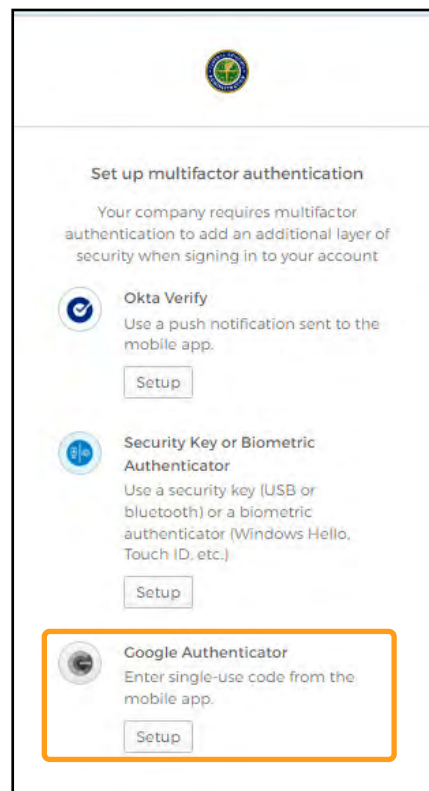 Set up multifactor authentication
Your company requires multifactor
authentication to add an additional layer of
security when signing in to your account
Okta Verify
Use a push notification sent to the
mobile app.
Setup
Security Key or Biometric
Authenticator
Use a security key (USB or
bluetooth) or a biometric
authenticator (Windows Hello,
Touch ID, etc.)
Setup
Google Authenticator
Enter single-use code from the
mobile app.
Setup